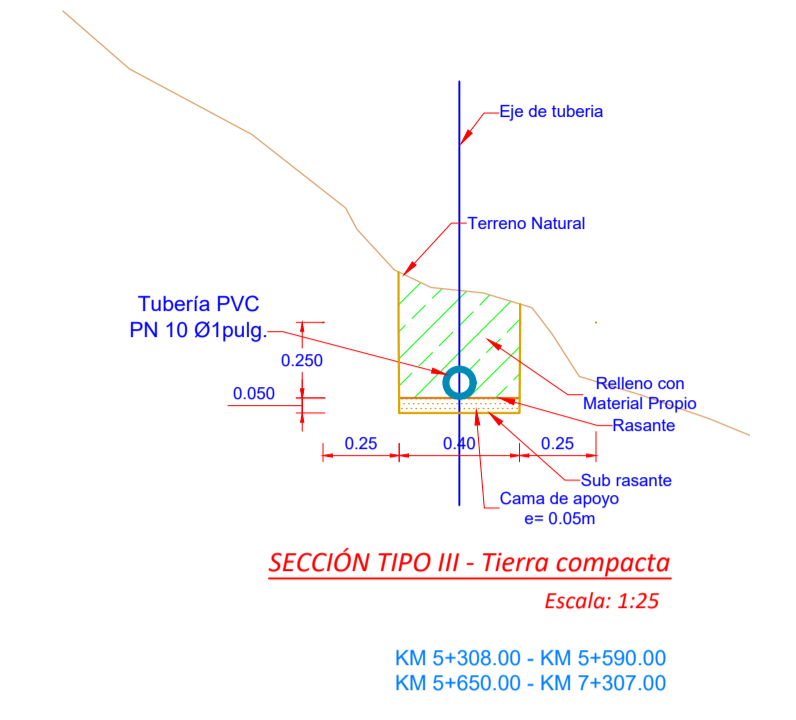 Eje de tuberia
Terreno Natural
Tubería PVC
PN 10 Ø1pulg.
0.250
0.050
Relleno con
Material Propio
Rasante
0.25
0.40
0.25
Sub rasante
Cama de apoyo
e= 0.05m
SECCIÓN TIPO III - Tierra compacta
Escala: 1:25
KM 5+308.00 - KM 5+590.00
KM 5+650.00 - KM 7+307.00